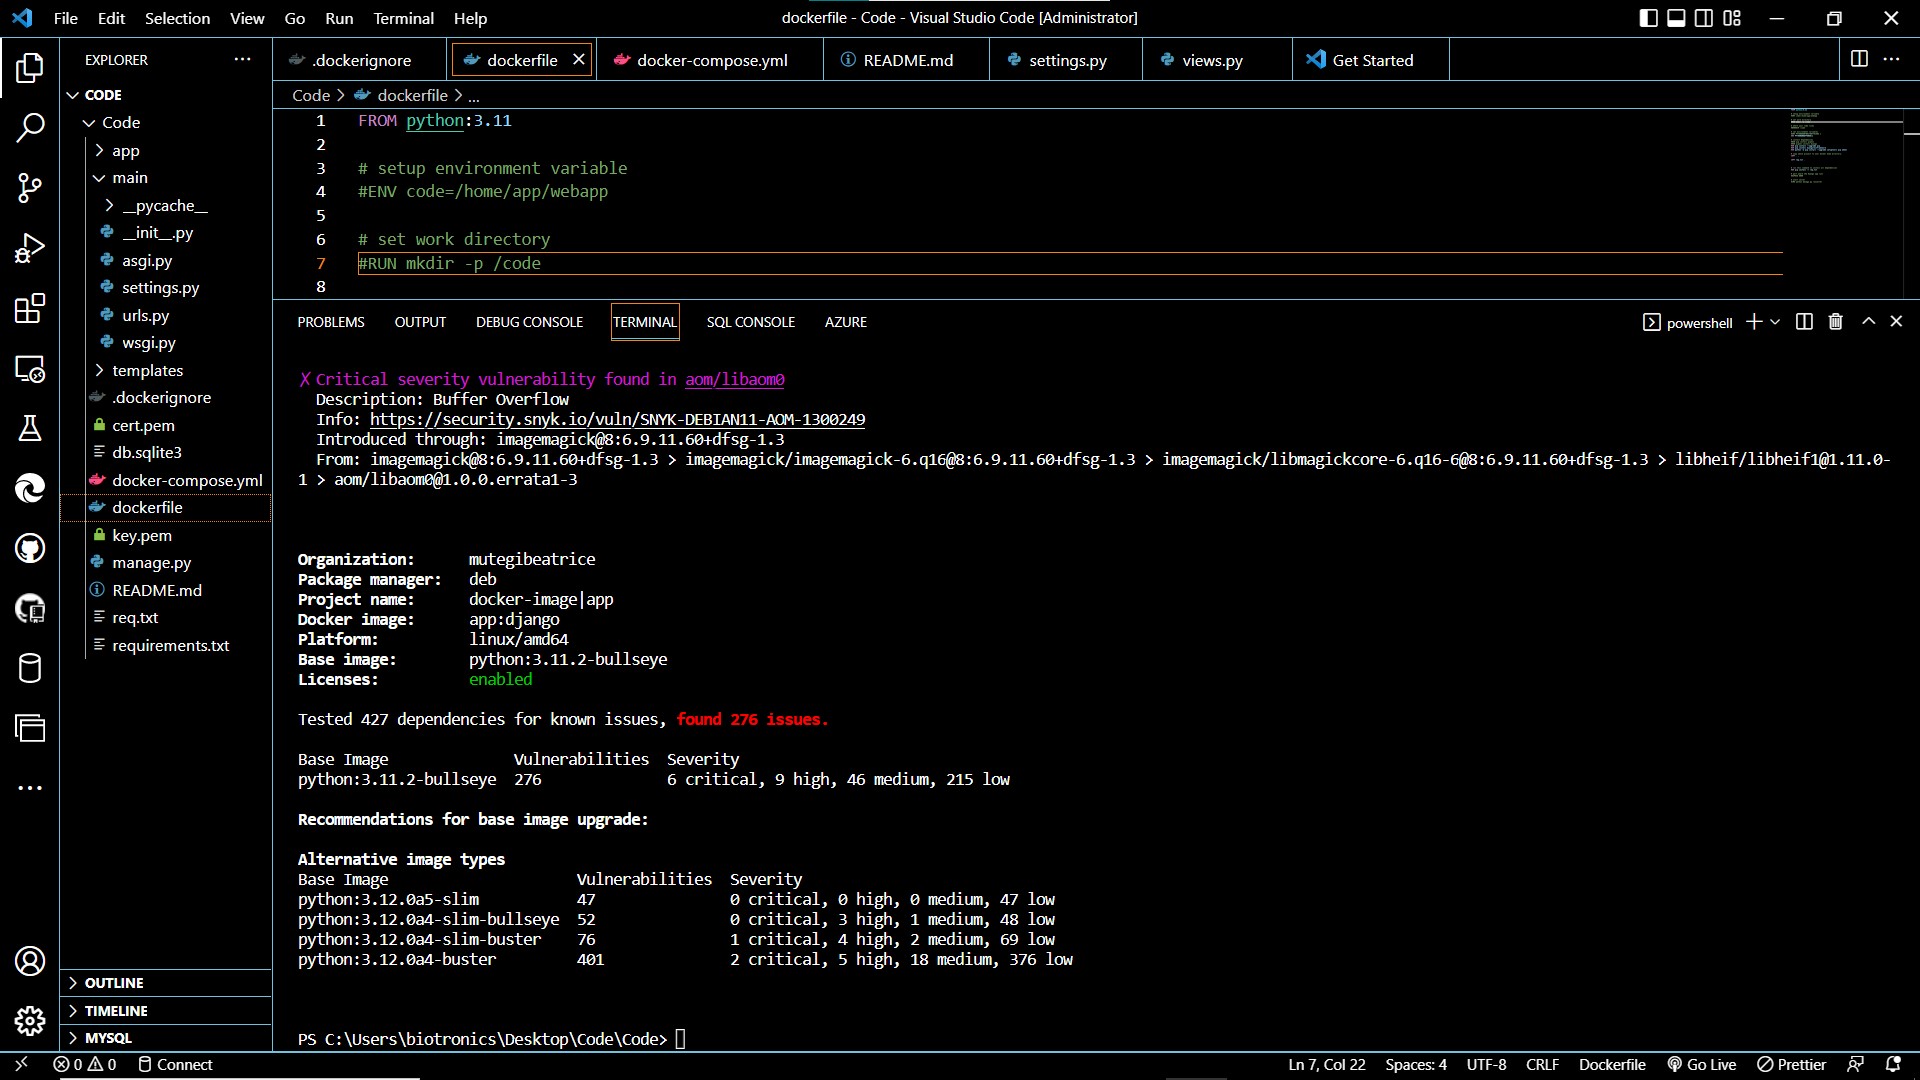 File Edit Selection View Go Run Terminal Help
dockerfile - Code - Visual Studio Code [Administrator]
EXPLORER
.dockerignore
dockerfile
docker-compose.yml
README.md
settings.py
views.py
Get Started
CODE
Code
app
main
__pycache__
__init__.py
asgi.py
settings.py
urls.py
wsgi.py
templates
.dockerignore
cert.pem
db.sqlite3
docker-compose.yml
dockerfile
key.pem
manage.py
README.md
req.txt
requirements.txt
OUTLINE
TIMELINE
MYSQL
Code > dockerfile > ...
1 FROM python:3.11
2
3 # setup environment variable
4 #ENV code=/home/app/webapp
5
6 # set work directory
7 #RUN mkdir -p /code
8
PROBLEMS OUTPUT DEBUG CONSOLE TERMINAL SQL CONSOLE AZURE
powershell
✗ Critical severity vulnerability found in aom/libaom0
Description: Buffer Overflow
Info: https://security.snyk.io/vuln/SNYK-DEBIAN11-AOM-1300249
Introduced through: imagemagick@8:6.9.11.60+dfsg-1.3
From: imagemagick@8:6.9.11.60+dfsg-1.3 > imagemagick/imagemagick-6.q16@8:6.9.11.60+dfsg-1.3 > imagemagick/libmagickcore-6.q16-6@8:6.9.11.60+dfsg-1.3 > libheif/libheif1@1.11.0-
1 > aom/libaom0@1.0.0.errata1-3
Organization: mutegibeatrice
Package manager: deb
Project name: docker-image|app
Docker image: app:django
Platform: linux/amd64
Base image: python:3.11.2-bullseye
Licenses: enabled
Tested 427 dependencies for known issues, found 276 issues.
Base Image Vulnerabilities Severity
python:3.11.2-bullseye 276 6 critical, 9 high, 46 medium, 215 low
Recommendations for base image upgrade:
Alternative image types
Base Image Vulnerabilities Severity
python:3.12.0a5-slim 47 0 critical, 0 high, 0 medium, 47 low
python:3.12.0a4-slim-bullseye 52 0 critical, 3 high, 1 medium, 48 low
python:3.12.0a4-slim-buster 76 1 critical, 4 high, 2 medium, 69 low
python:3.12.0a4-buster 401 2 critical, 5 high, 18 medium, 376 low
PS C:\Users\biotronics\Desktop\Code\Code>
0 0 Connect
Ln 7, Col 22 Spaces: 4 UTF-8 CRLF Dockerfile Go Live Prettier